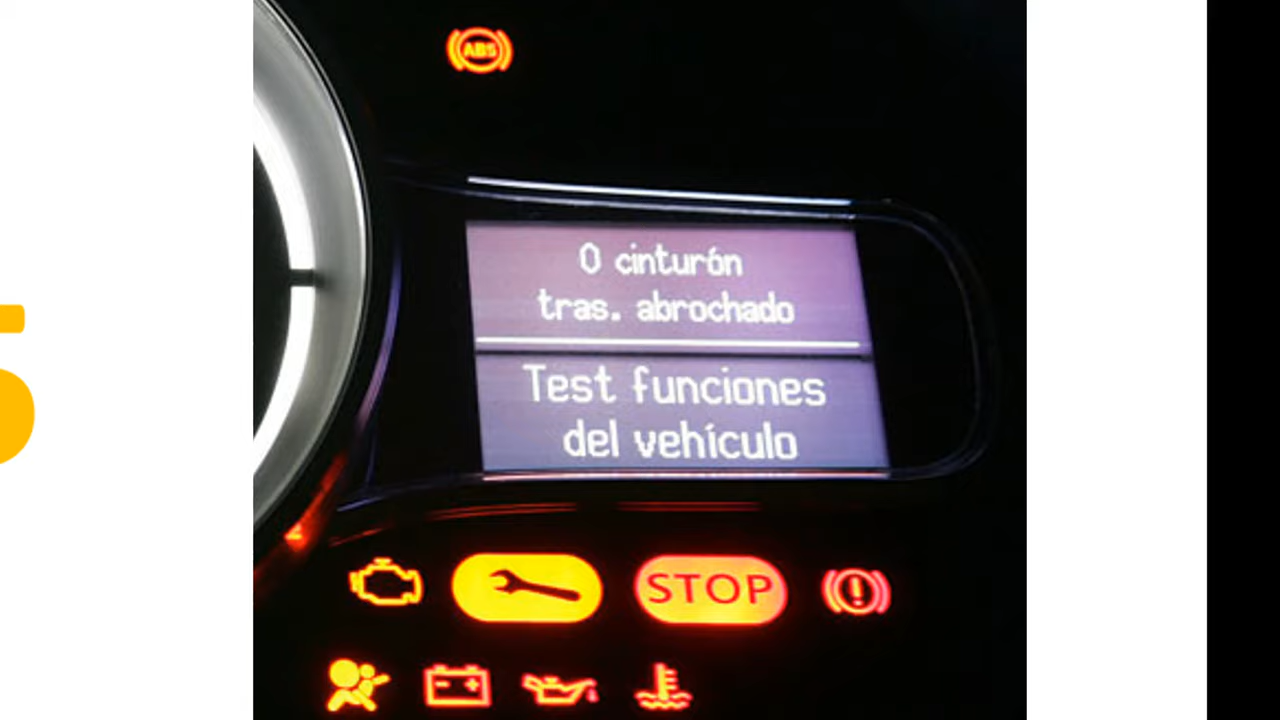 ABS
0 cinturón
tras. abrochado
Test funciones
del vehículo
STOP